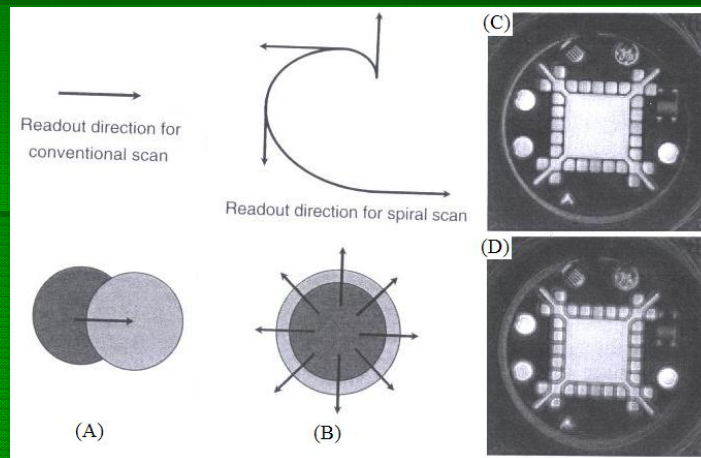 Readout direction for
conventional scan
Readout direction for spiral scan
(A)
(B)
(C)
(D)